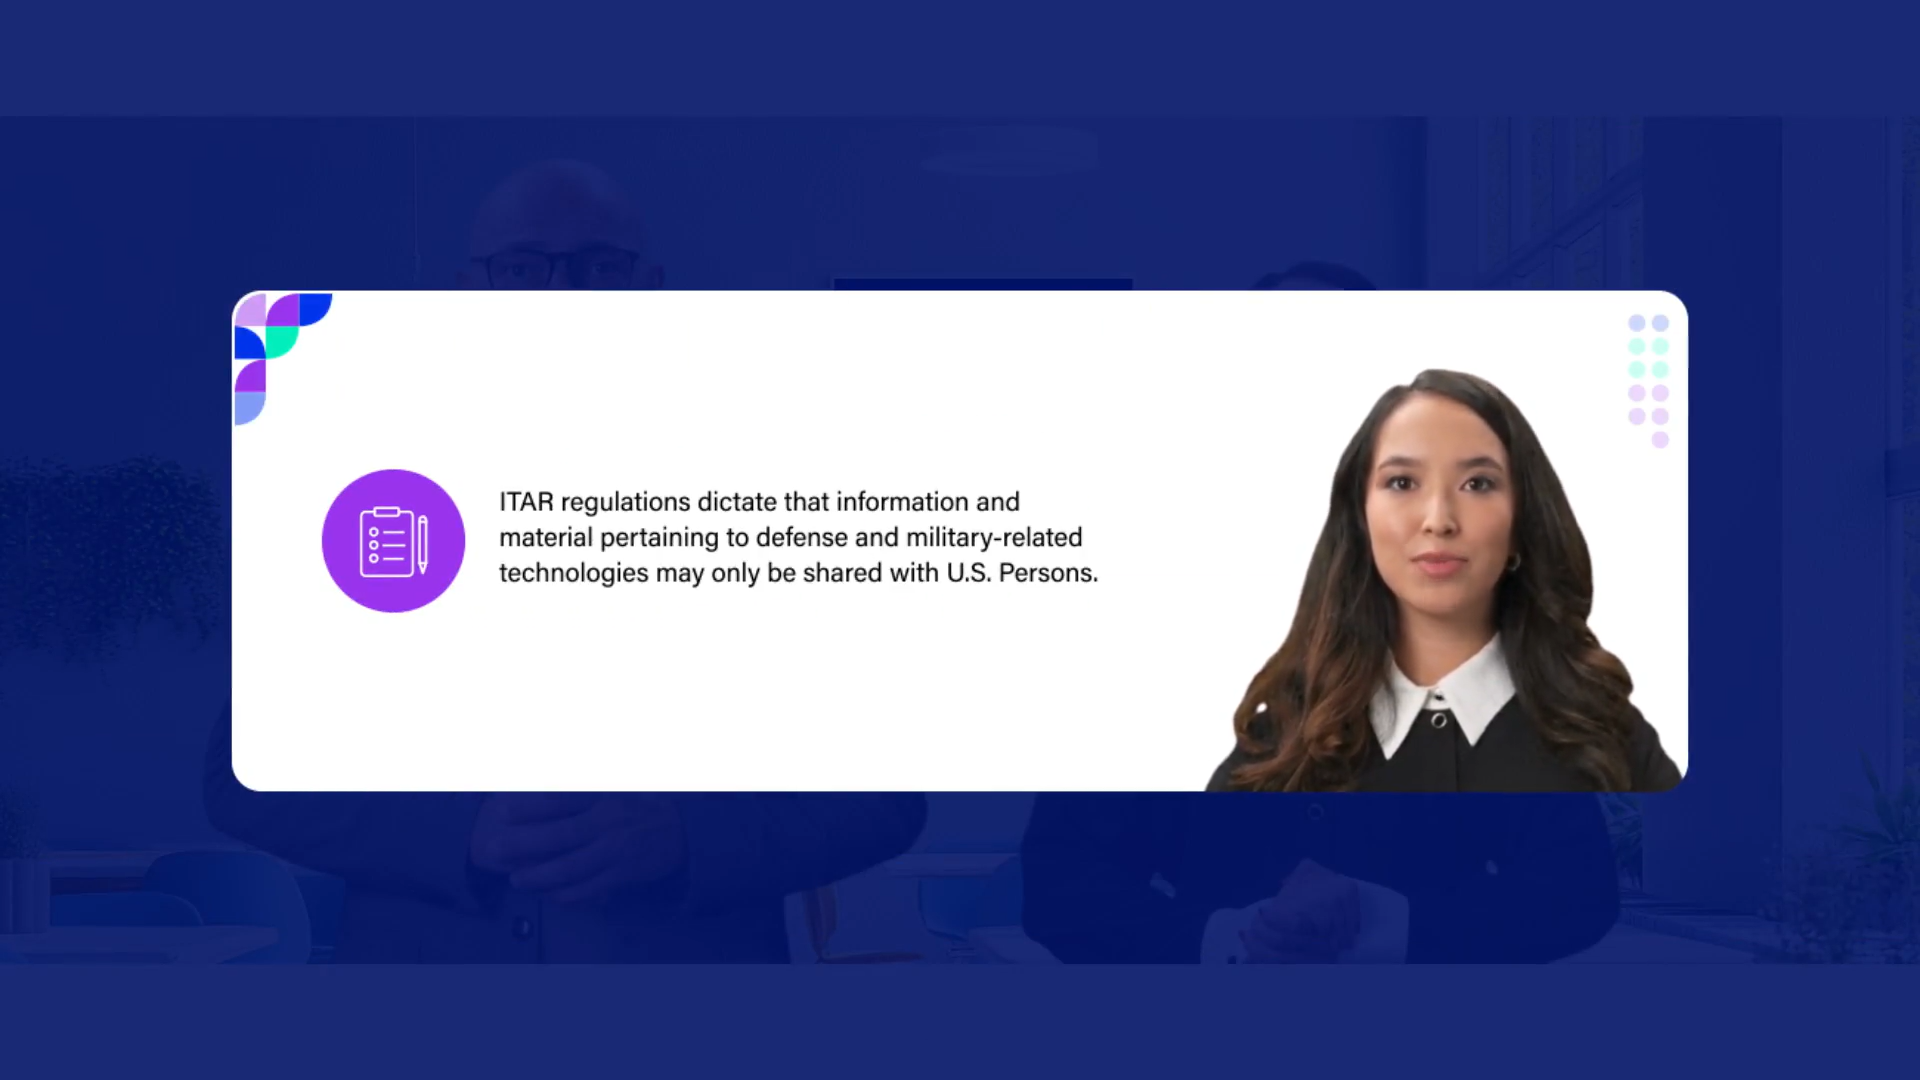 ITAR regulations dictate that information and
material pertaining to defense and military-related
technologies may only be shared with U.S. Persons.